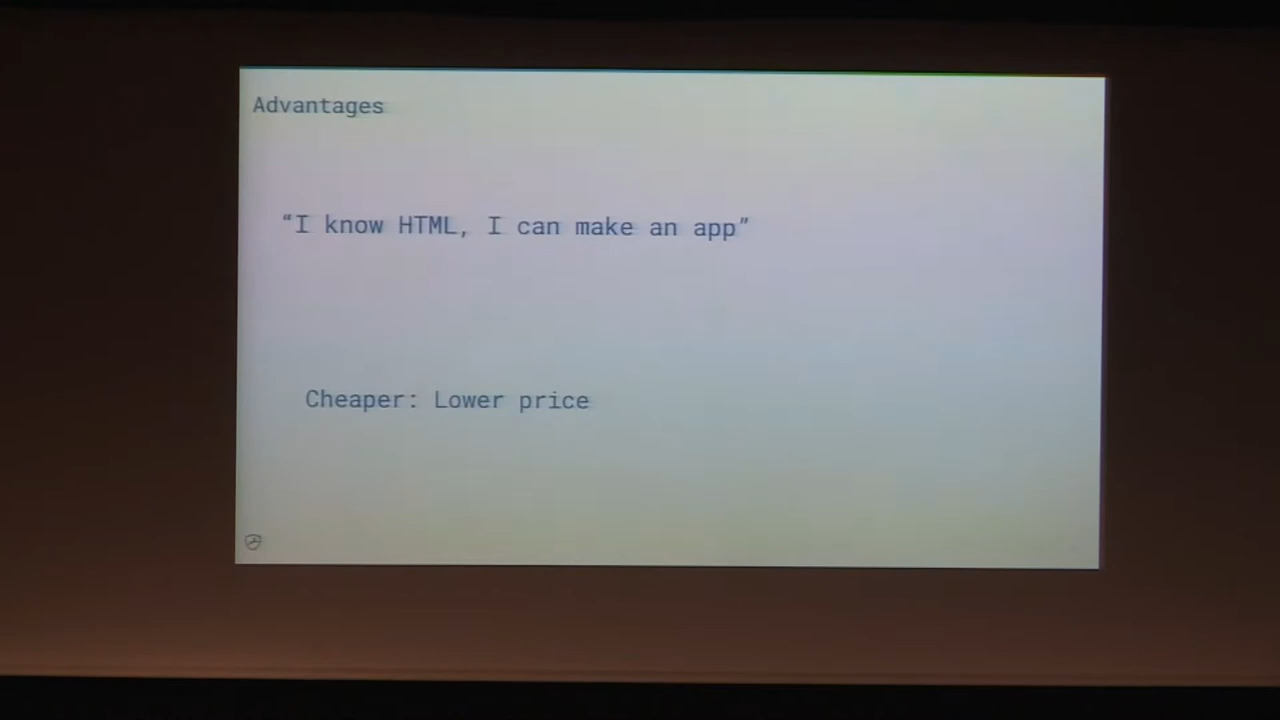 Advantages
“I know HTML, I can make an app”
Cheaper: Lower price